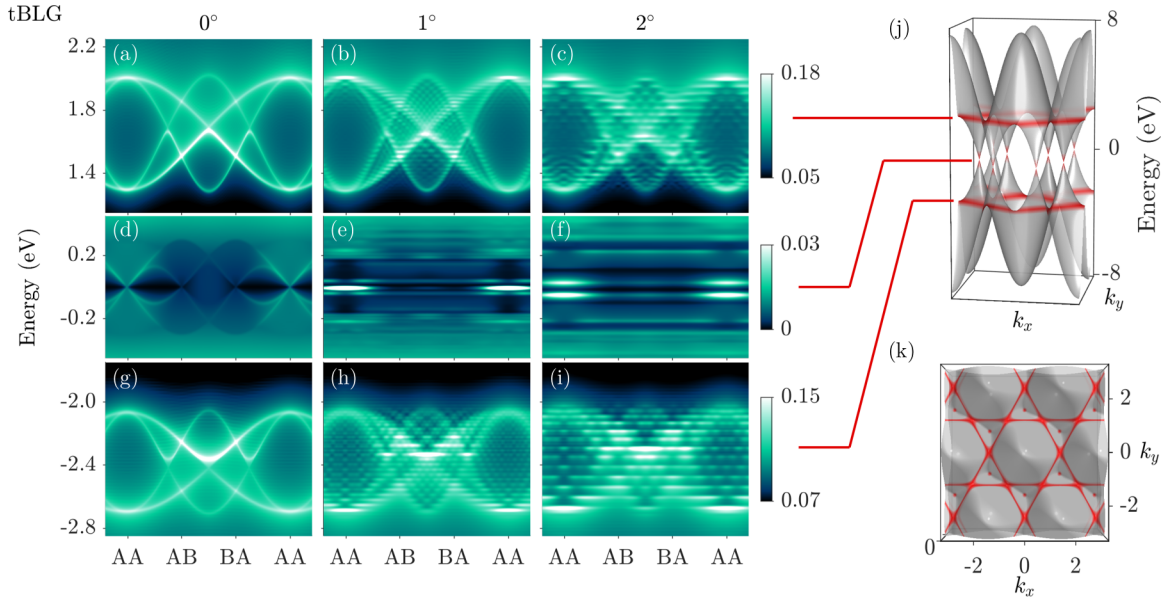 tBLG
0° 1° 2°
(a) (b) (c)
2.2
1.8
1.4
0.18
0.05
(d) (e) (f)
Energy (eV)
0.2
-0.2
0.03
0
(g) (h) (i)
-2.0
-2.4
-2.8
0.15
0.07
AA AB BA AA
AA AB BA AA
AA AB BA AA
(j)
8
0
-8
Energy (eV)
k_y
k_x
(k)
2
0
-2
k_y
0
-2 0 2
k_x